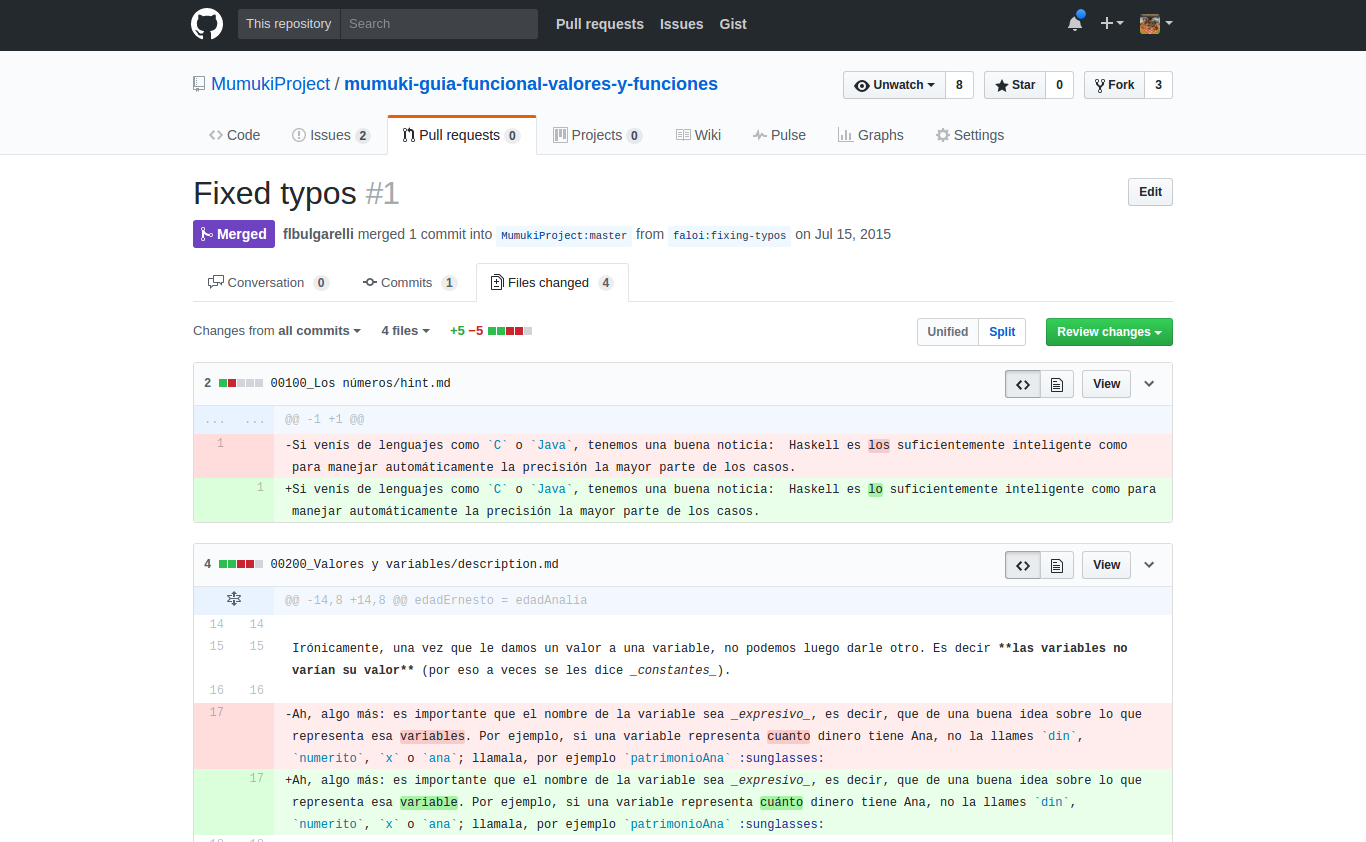 This repository Search Pull requests Issues Gist
MumukiProject / mumuki-guia-funcional-valores-y-funciones Unwatch 8 Star 0 Fork 3
Code Issues 2 Pull requests 0 Projects 0 Wiki Pulse Graphs Settings
Fixed typos #1 Edit
Merged flbulgarelli merged 1 commit into MumukiProject:master from faloi:fixing-typos on Jul 15, 2015
Conversation 0 Commits 1 Files changed 4
Changes from all commits 4 files +5 −5 Unified Split Review changes
2 00100_Los números/hint.md View
... ... @@ -1 +1 @@
1 -Si venís de lenguajes como `C` o `Java`, tenemos una buena noticia:  Haskell es los suficientemente inteligente como
para manejar automáticamente la precisión la mayor parte de los casos.
1 +Si venís de lenguajes como `C` o `Java`, tenemos una buena noticia:  Haskell es lo suficientemente inteligente como para
manejar automáticamente la precisión la mayor parte de los casos.
4 00200_Valores y variables/description.md View
@@ -14,8 +14,8 @@ edadErnesto = edadAnalia
14 14
15 15 Irónicamente, una vez que le damos un valor a una variable, no podemos luego darle otro. Es decir **las variables no
varían su valor** (por eso a veces se les dice _constantes_).
16 16
17 -Ah, algo más: es importante que el nombre de la variable sea _expresivo_, es decir, que de una buena idea sobre lo que
representa esa variables. Por ejemplo, si una variable representa cuanto dinero tiene Ana, no la llames `din`,
`numerito`, `x` o `ana`; llamala, por ejemplo `patrimonioAna` :sunglasses:
17 +Ah, algo más: es importante que el nombre de la variable sea _expresivo_, es decir, que de una buena idea sobre lo que
representa esa variable. Por ejemplo, si una variable representa cuánto dinero tiene Ana, no la llames `din`,
`numerito`, `x` o `ana`; llamala, por ejemplo `patrimonioAna` :sunglasses: